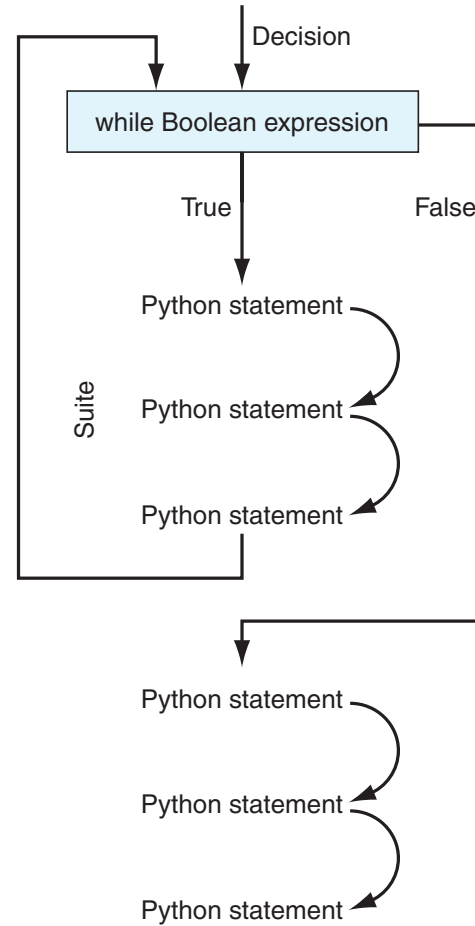 Decision
while Boolean expression
True
False
Python statement
Suite
Python statement
Python statement
Python statement
Python statement
Python statement